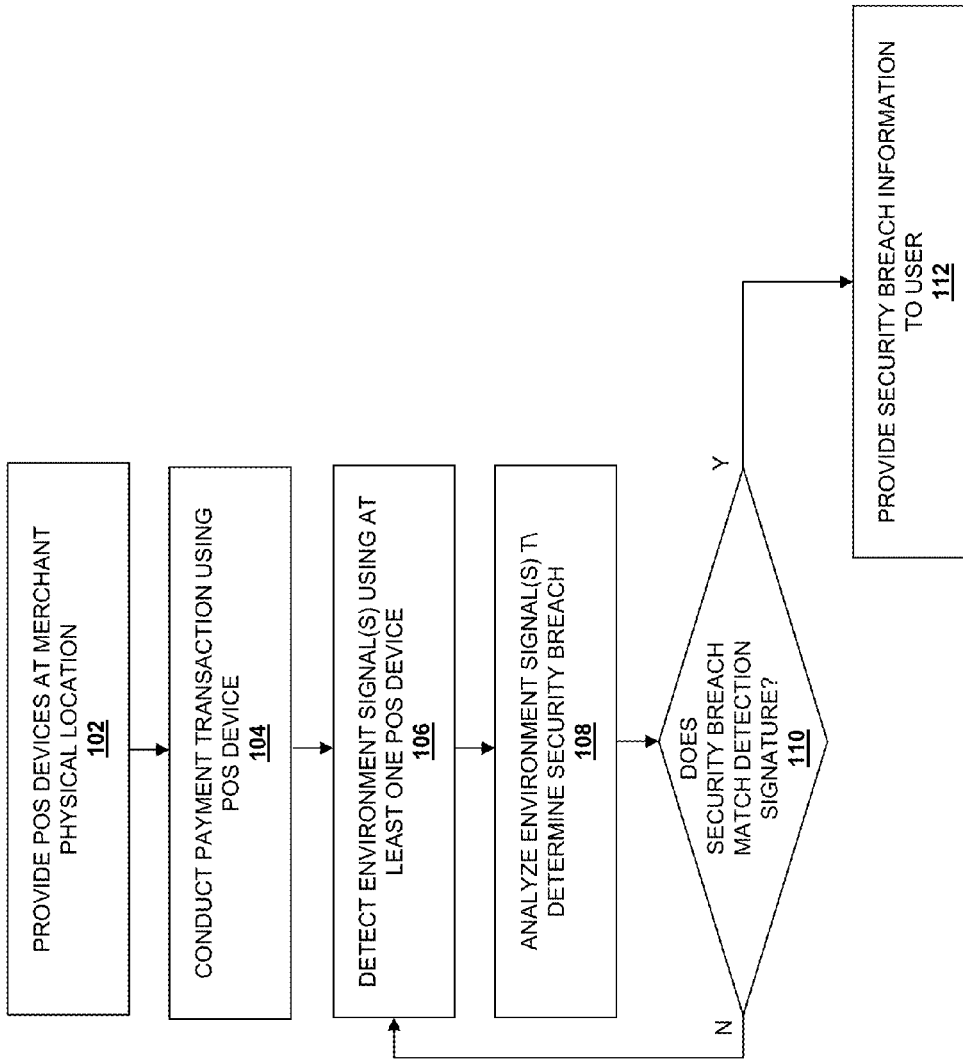 PROVIDE POS DEVICES AT MERCHANT
PHYSICAL LOCATION
102
CONDUCT PAYMENT TRANSACTION USING
POS DEVICE
104
DETECT ENVIRONMENT SIGNAL(S) USING AT
LEAST ONE POS DEVICE
106
ANALYZE ENVIRONMENT SIGNAL(S) T\
DETERMINE SECURITY BREACH
108
DOES
SECURITY BREACH
MATCH DETECTION
SIGNATURE?
110
N
Y
PROVIDE SECURITY BREACH INFORMATION
TO USER
112